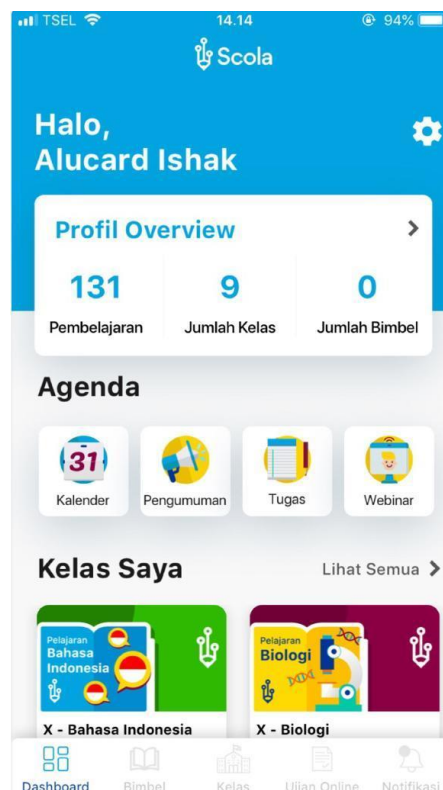 TSEL 14.14 94%
Scola
Halo,
Alucard Ishak
Profil Overview
131 9 0
Pembelajaran Jumlah Kelas Jumlah Bimbel
Agenda
31
Kalender Pengumuman Tugas Webinar
Kelas Saya Lihat Semua
Pelajaran
Bahasa
Indonesia
Pelajaran
Biologi
X - Bahasa Indonesia X - Biologi
Dashboard Bimbel Kelas Ujian Online Notifikasi